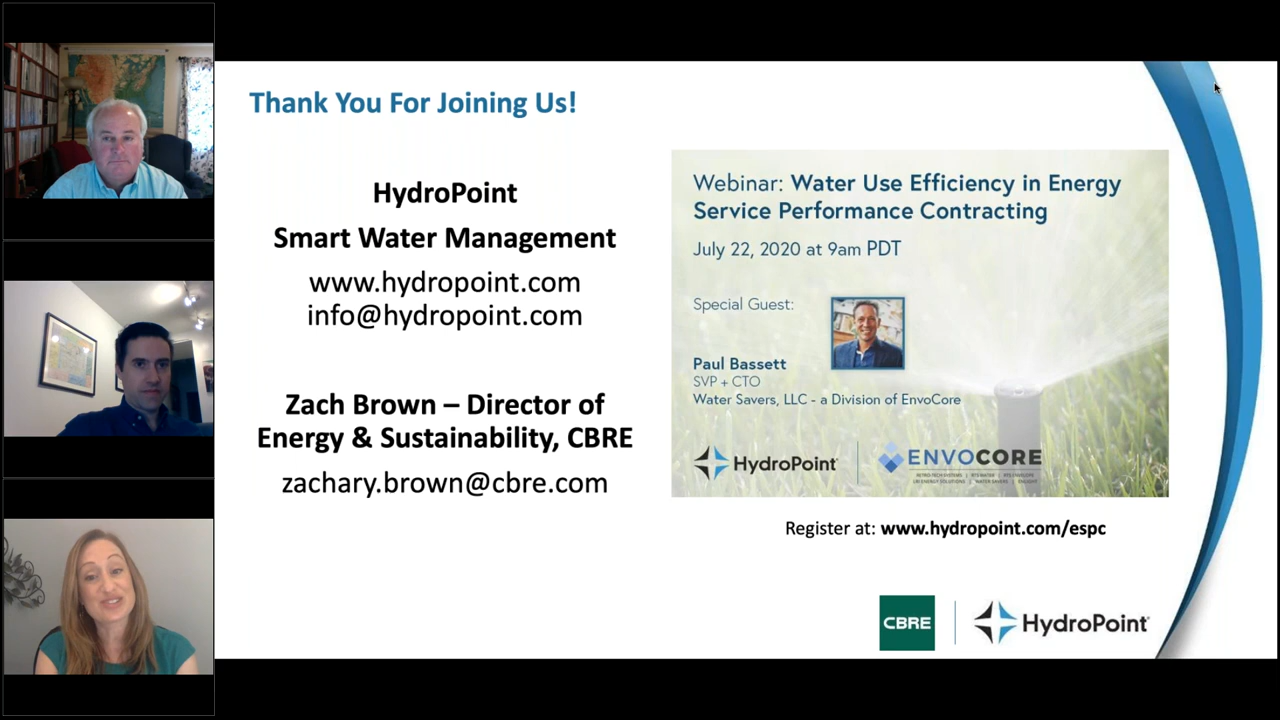 Thank You For Joining Us!
HydroPoint
Smart Water Management
www.hydropoint.com
info@hydropoint.com
Zach Brown – Director of
Energy & Sustainability, CBRE
zachary.brown@cbre.com
Webinar: Water Use Efficiency in Energy
Service Performance Contracting
July 22, 2020 at 9am PDT
Special Guest:
Paul Bassett
SVP + CTO
Water Savers, LLC - a Division of EnvoCore
HydroPoint
ENVOCORE
Register at: www.hydropoint.com/espc
CBRE
HydroPoint